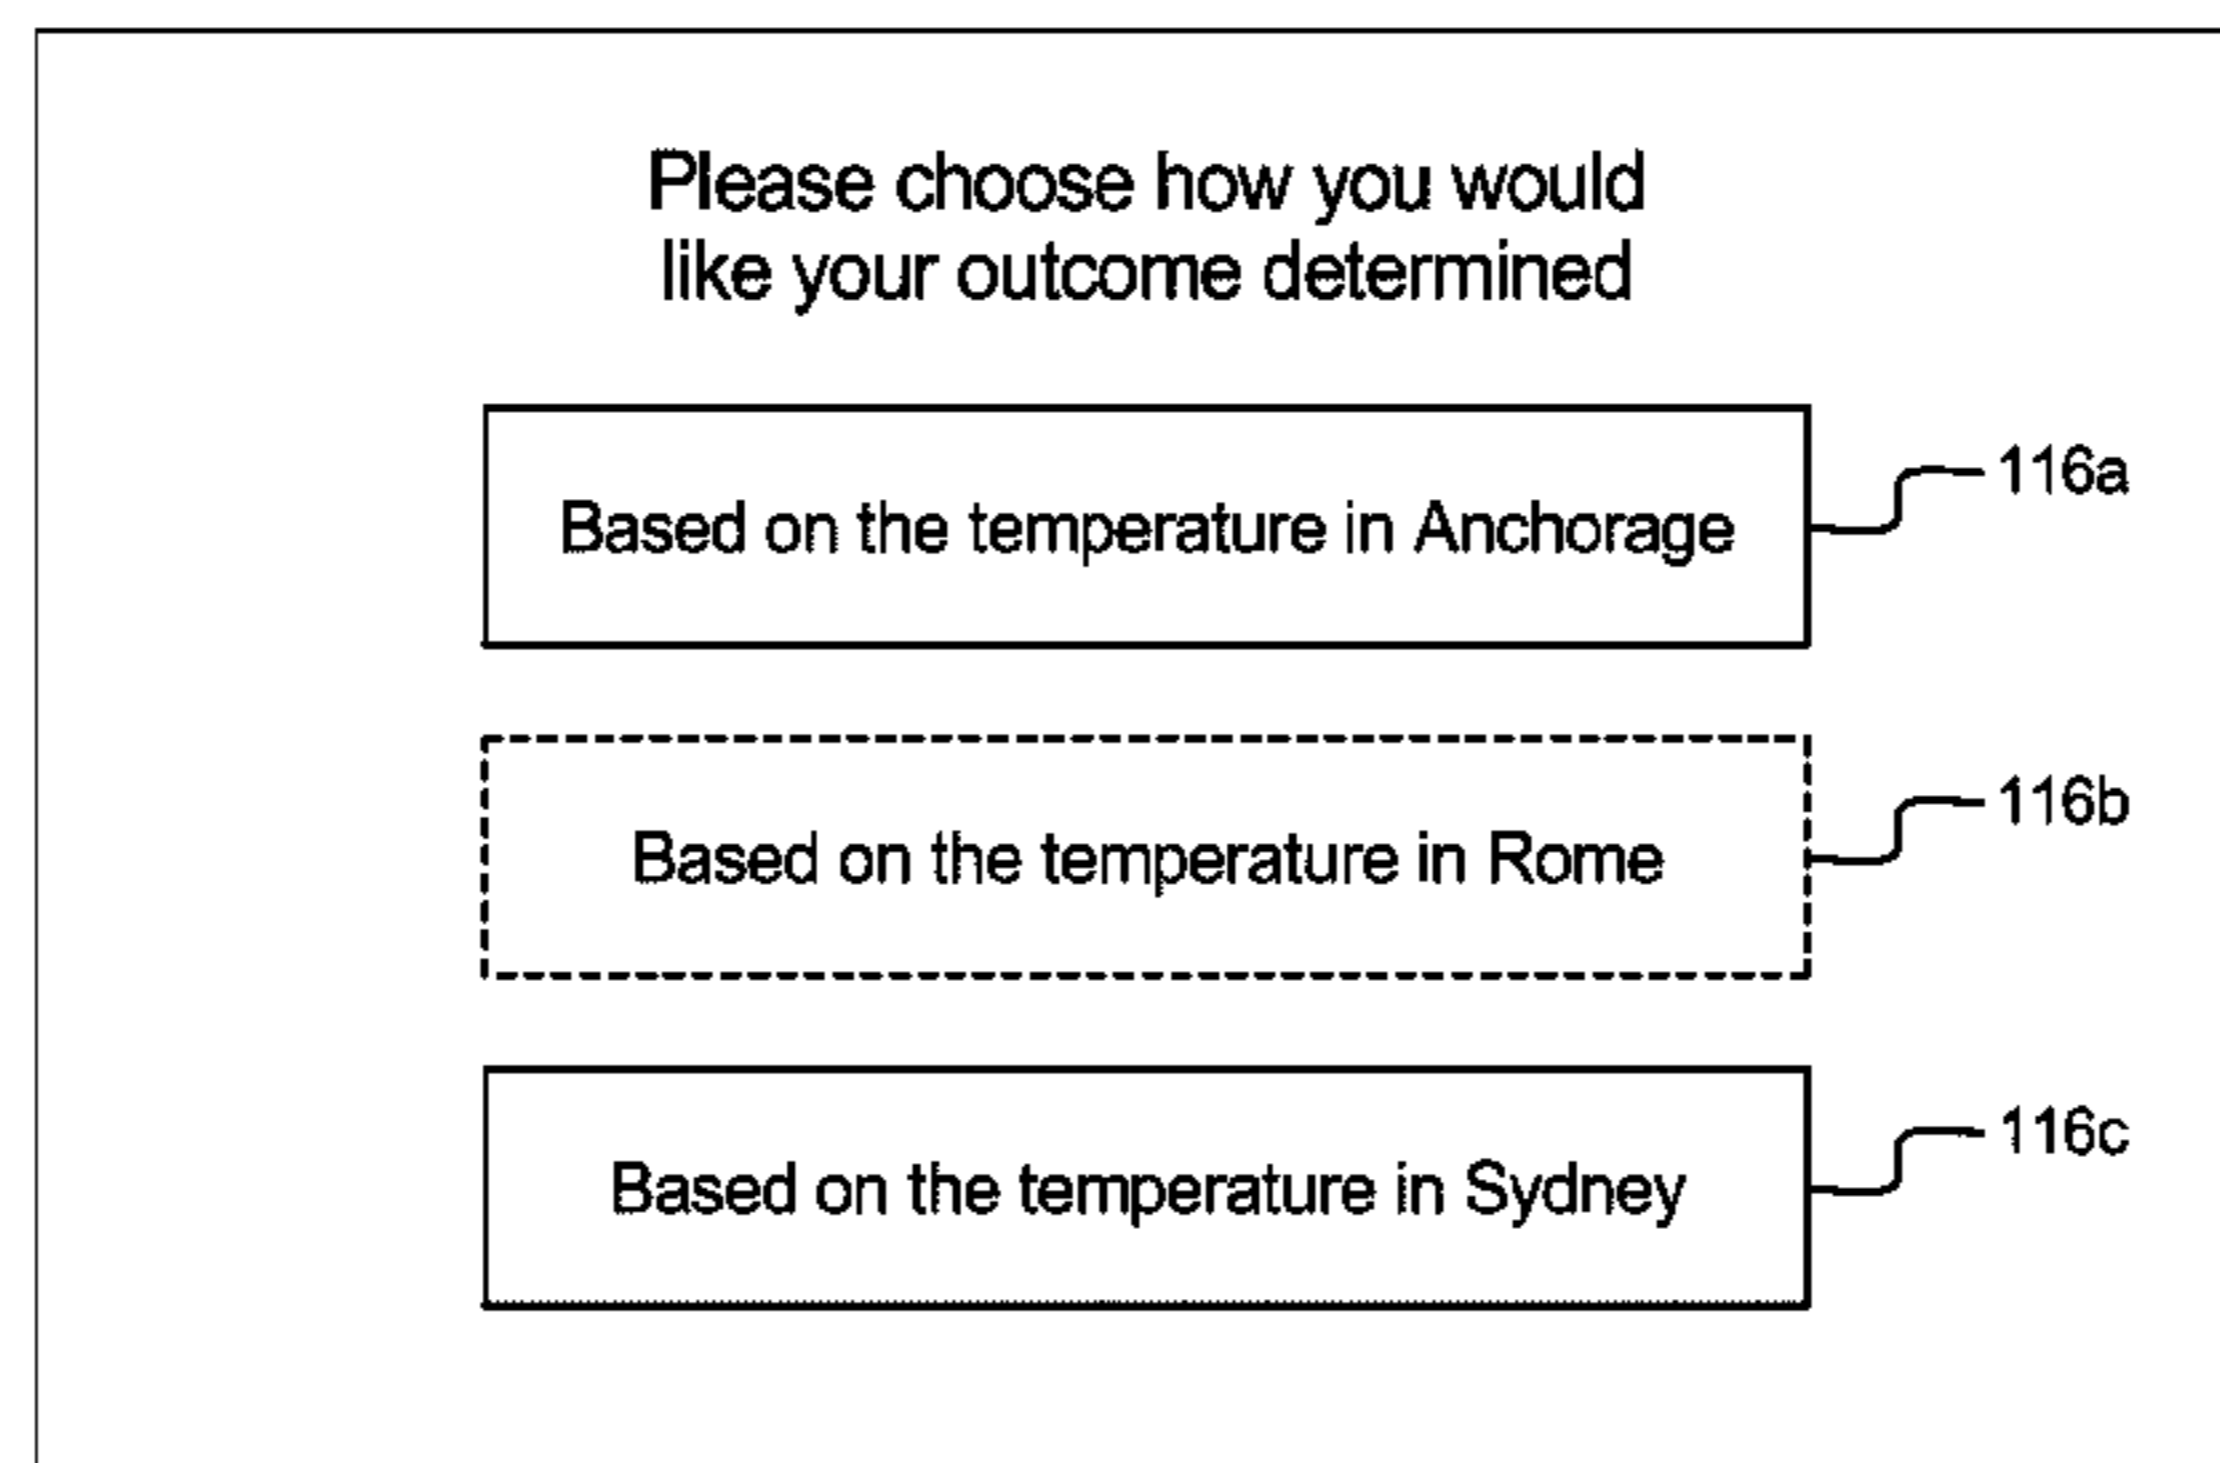 Please choose how you would
like your outcome determined
Based on the temperature in Anchorage
116a
Based on the temperature in Rome
116b
Based on the temperature in Sydney
116c